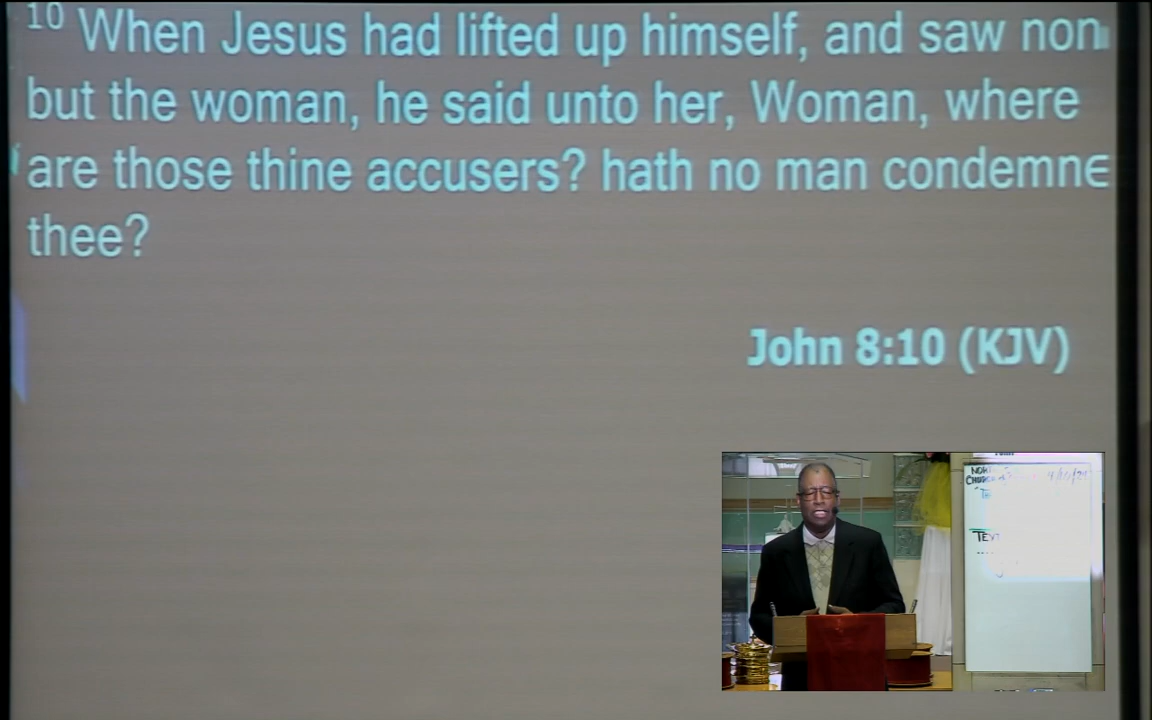 10 When Jesus had lifted up himself, and saw non
but the woman, he said unto her, Woman, where
are those thine accusers? hath no man condemne
thee?
John 8:10 (KJV)
TEXT